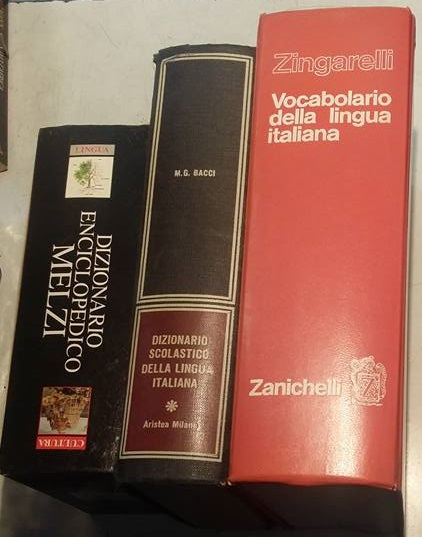 LINGUA
DIZIONARIO
ENCICLOPEDICO
MELZI
CULTURA
M.G. BACCI
DIZIONARIO
SCOLASTICO
DELLA LINGUA
ITALIANA
Aristea Milano
Zingarelli
Vocabolario
della lingua
italiana
Zanichelli
Z